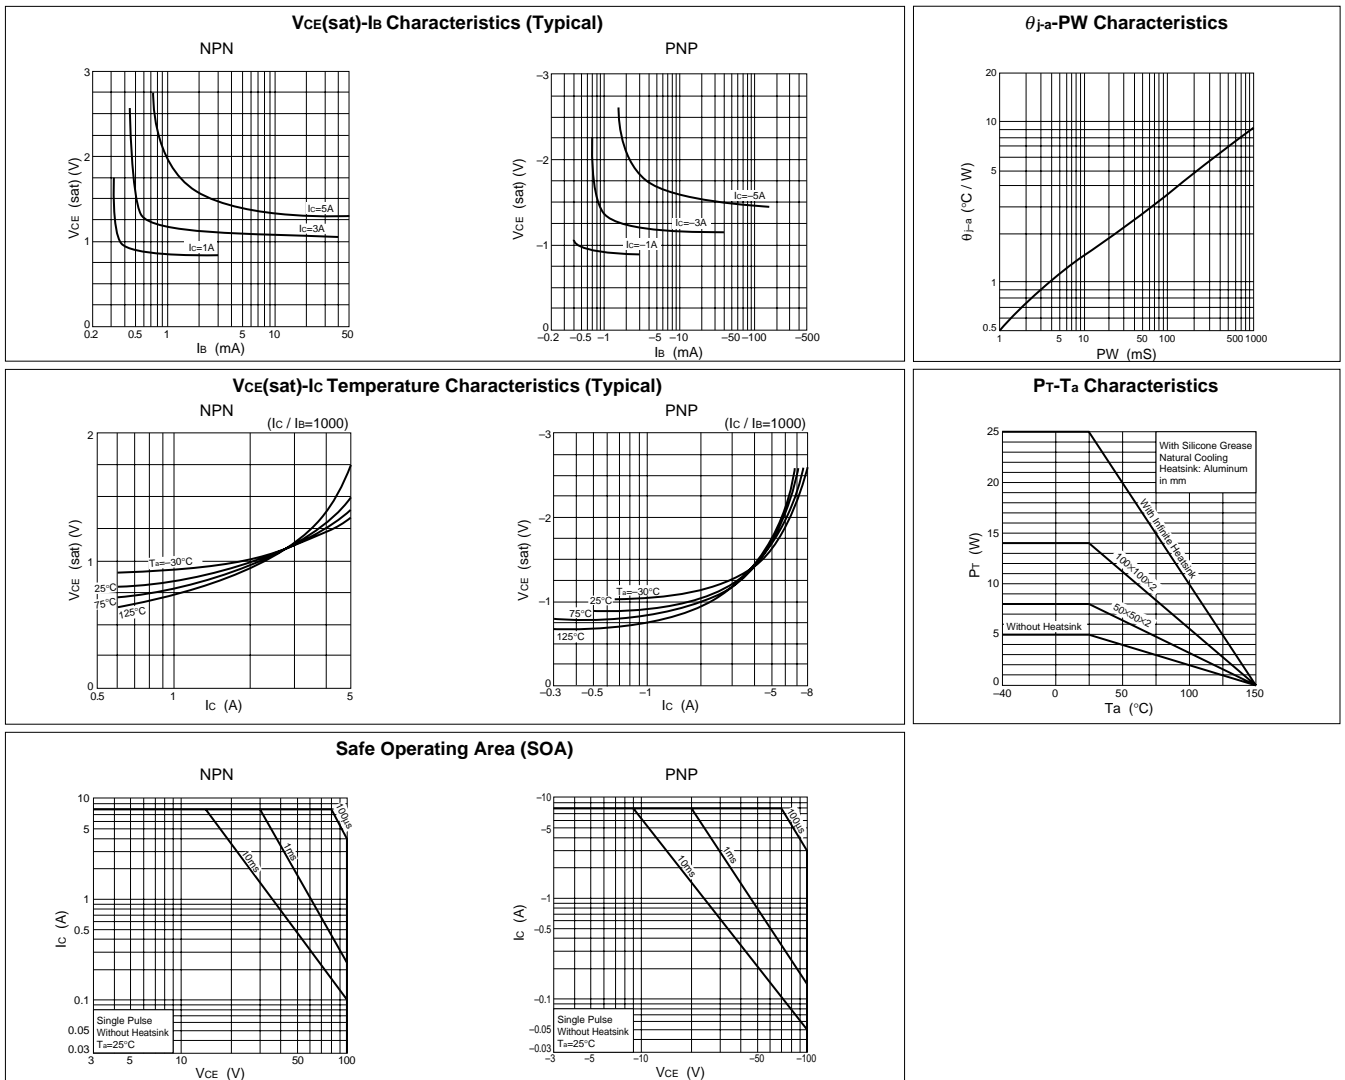 VCE(sat)-IB Characteristics (Typical)
NPN
3
2
1
0
0.2
0.5
1
5
10
50
VCE (sat) (V)
IB (mA)
IC=5A
IC=3A
IC=1A
PNP
–3
–2
–1
0
–0.2
–0.5
–1
–5
–10
–50
–100
–500
VCE (sat) (V)
IB (mA)
IC=–5A
IC=–3A
IC=–1A
θj-a-PW Characteristics
20
10
5
1
0.5
1
5
10
50
100
500
1000
θj–a (°C / W)
PW (mS)
VCE(sat)-IC Temperature Characteristics (Typical)
NPN
(IC / IB=1000)
2
1
0
0.5
1
5
VCE (sat) (V)
IC (A)
Ta=–30°C
25°C
75°C
125°C
PNP
(IC / IB=1000)
–3
–2
–1
0
–0.3
–0.5
–1
–5
–8
VCE (sat) (V)
IC (A)
Ta=–30°C
25°C
75°C
125°C
PT-Ta Characteristics
25
20
15
10
5
0
–40
0
50
100
150
PT (W)
Ta (°C)
With Silicone Grease
Natural Cooling
Heatsink: Aluminum
in mm
With Infinite Heatsink
100×100×2
50×50×2
Without Heatsink
Safe Operating Area (SOA)
NPN
10
5
1
0.5
0.1
0.05
0.03
3
5
10
50
100
IC (A)
VCE (V)
100μs
1ms
10ms
Single Pulse
Without Heatsink
Ta=25°C
PNP
–10
–5
–1
–0.5
–0.1
–0.05
–0.03
–3
–5
–10
–50
–100
IC (A)
VCE (V)
100μs
1ms
10ms
Single Pulse
Without Heatsink
Ta=25°C